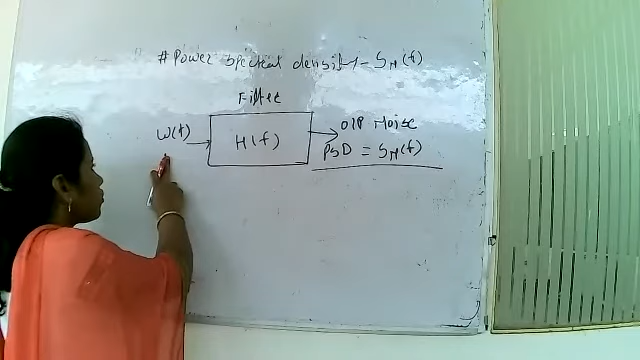 # Power spectral density - SN(f)
Filter
W(t)
H(f)
O/P Noise
PSD = SN(f)